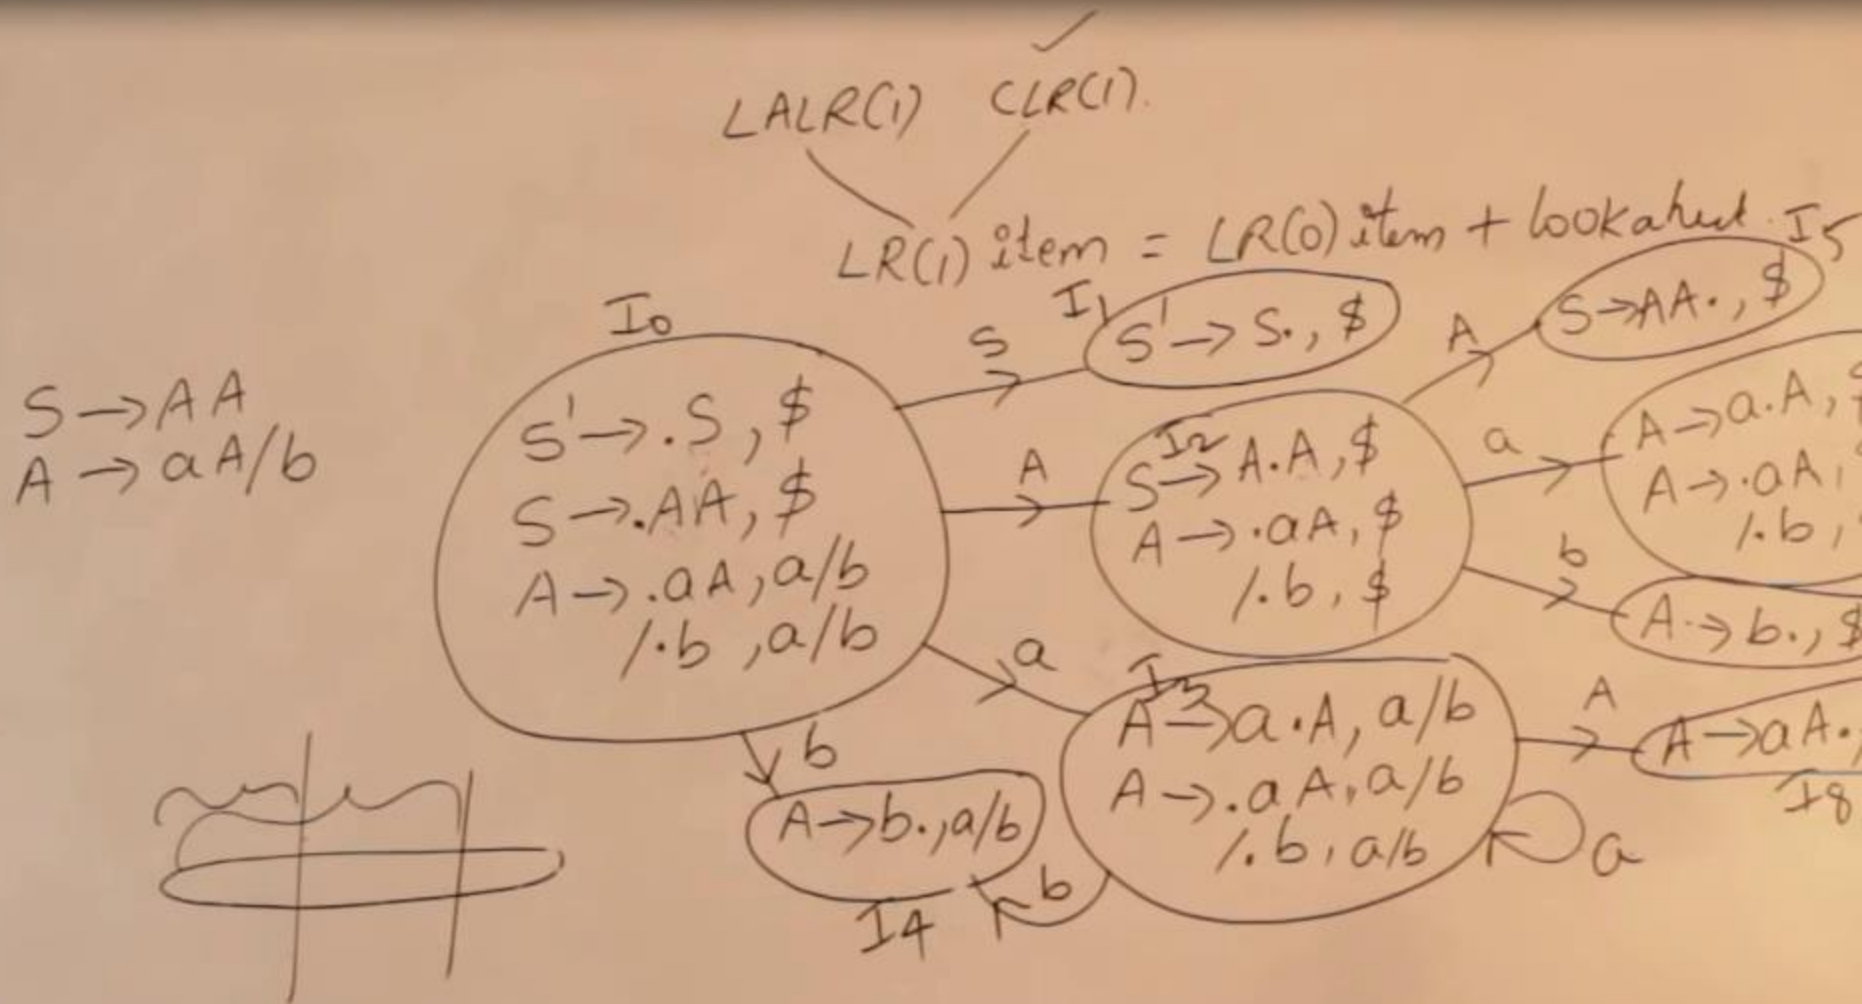 LALR(1) CLR(1).
LR(1) item = LR(0) item + lookahead.
S → AA
A → aA/b
I0
S' → .S, $
S → .AA, $
A → .aA, a/b
/.b, a/b
S
I1
S' → S., $
A
I2
S → A.A, $
A → .aA, $
/.b, $
A
I5
S → AA., $
a
A → a.A, $
A → .aA,
/.b,
b
A → b., $
a
I3
A → a.A, a/b
A → .aA, a/b
/.b, a/b
a
A
A → aA.,
I8
b
A → b., a/b
I4
b